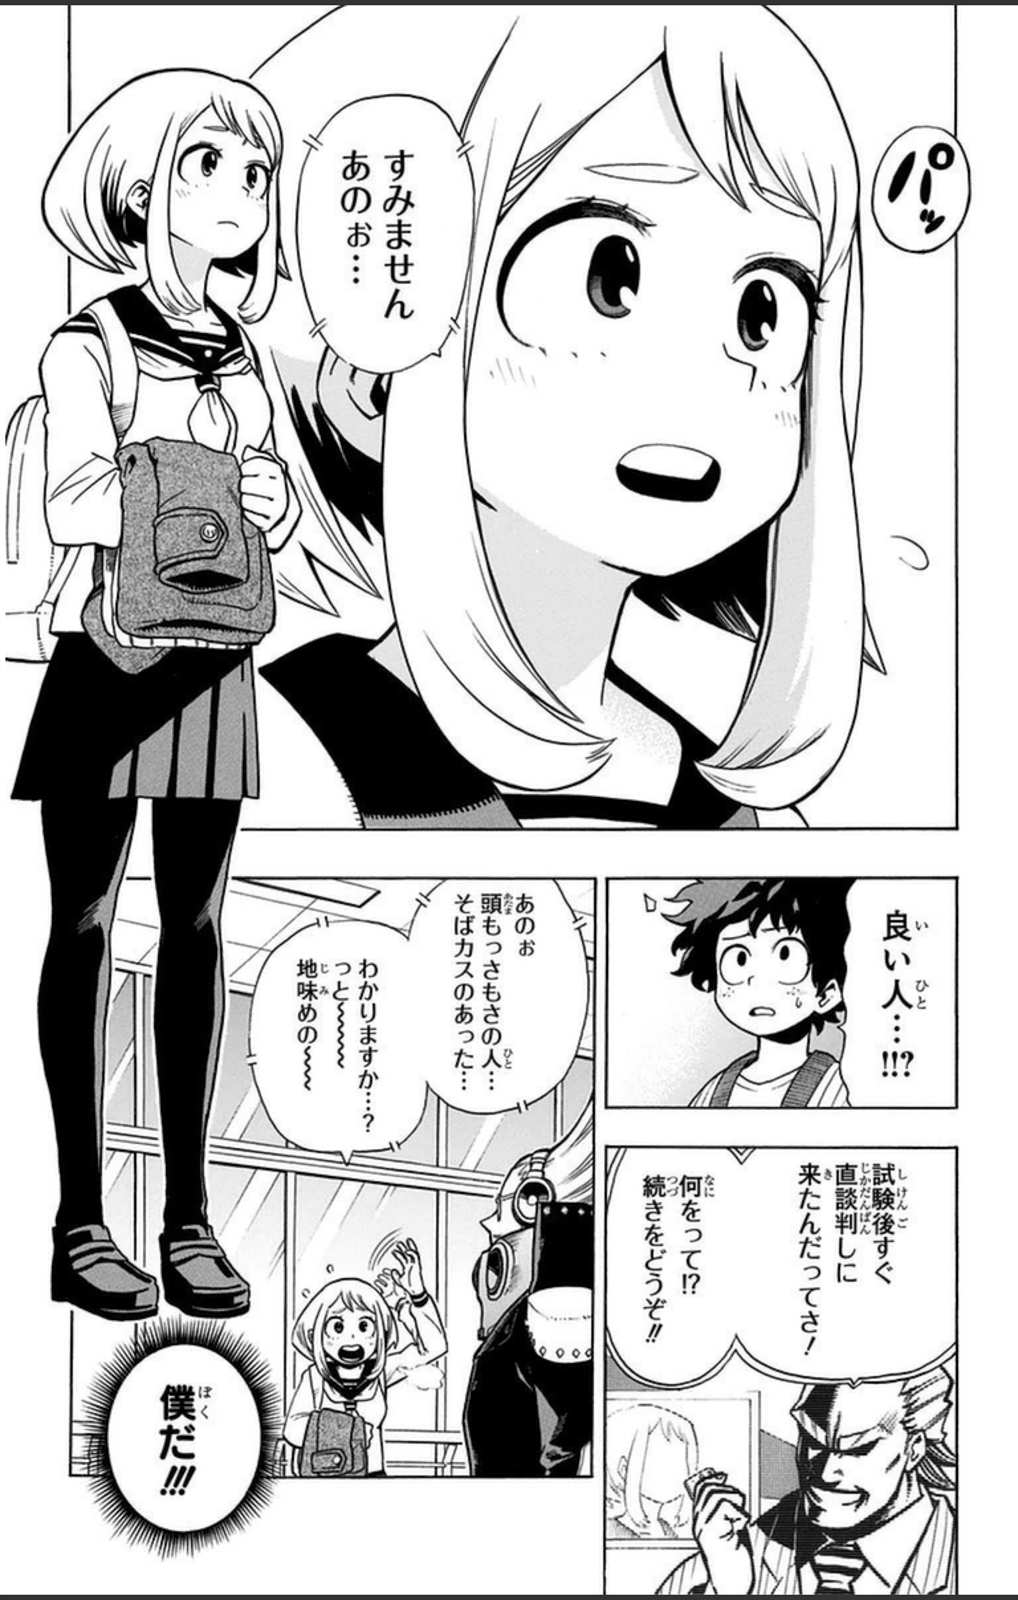 パッ
すみません
あのぉ…
良い人…!!?
試験後すぐ
直談判しに
来たんだってさ！
何をって!?
続きをどうぞ!!
あのぉ
頭もっさもさの人…
そばカスのあった…
わかりますか…？
つと〜〜〜〜
地味めの〜〜
僕だ!!!